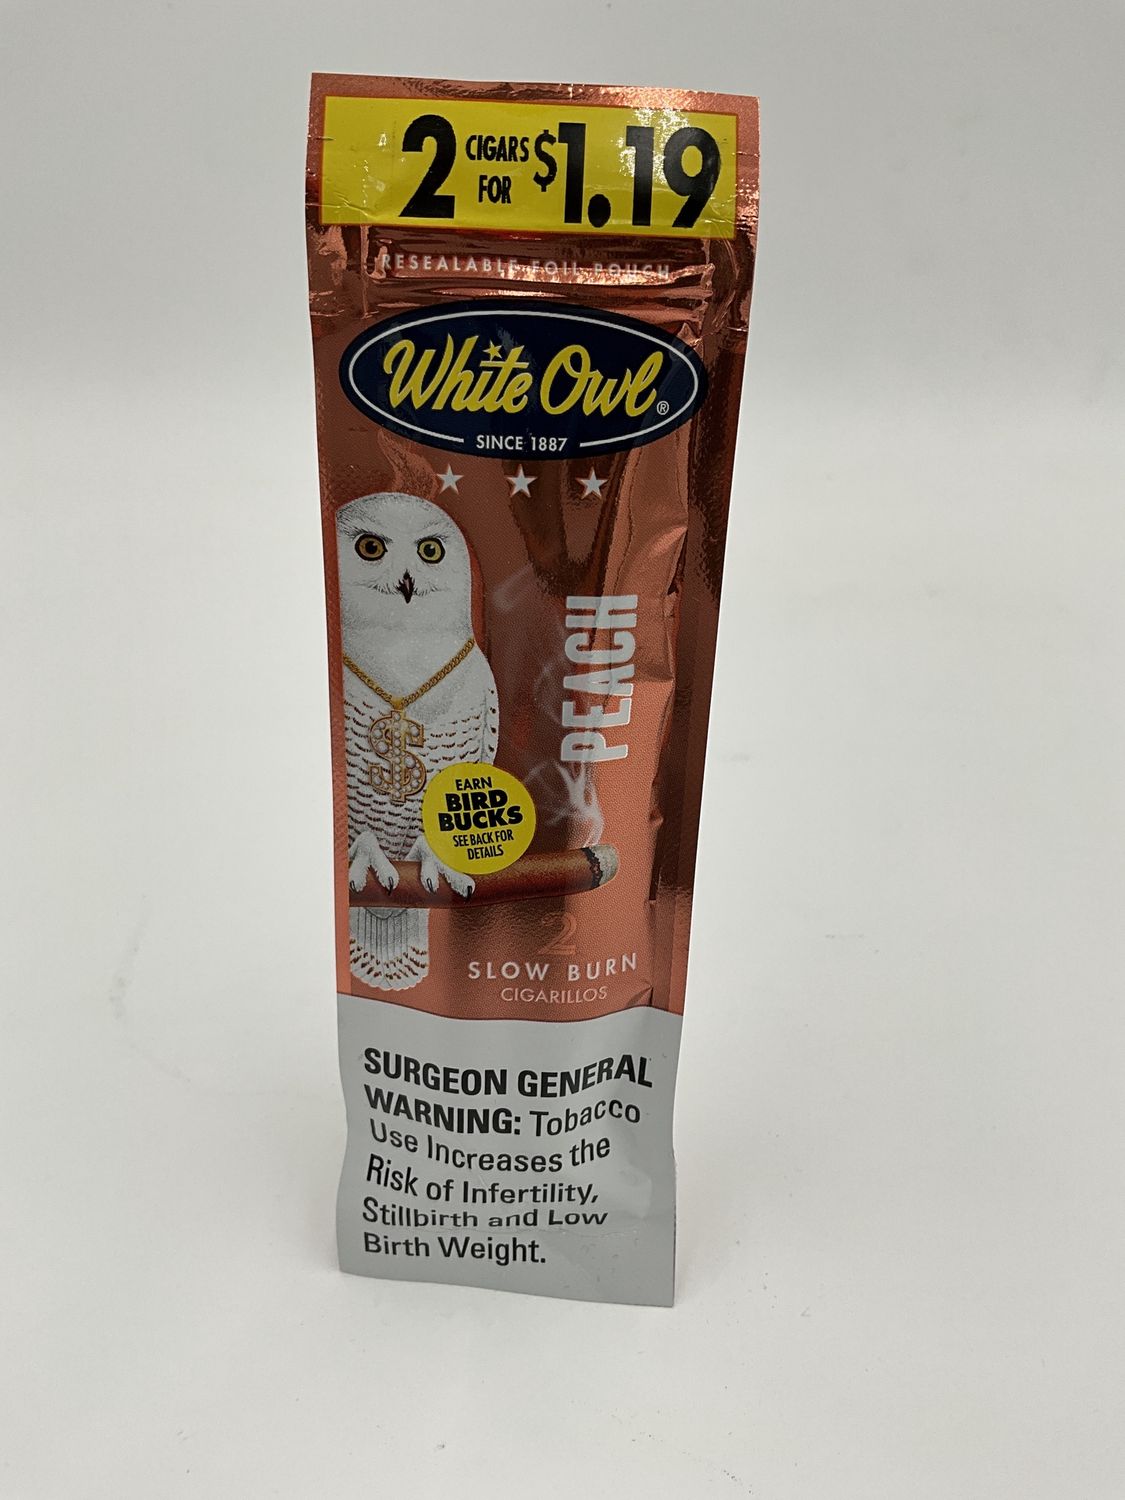 2 CIGARS FOR $1.19
RESEALABLE FOIL POUCH
White Owl®
SINCE 1887
PEACH
EARN
BIRD
BUCKS
SEE BACK FOR
DETAILS
2
SLOW BURN
CIGARILLOS
SURGEON GENERAL
WARNING: Tobacco
Use Increases the
Risk of Infertility,
Stillbirth and Low
Birth Weight.